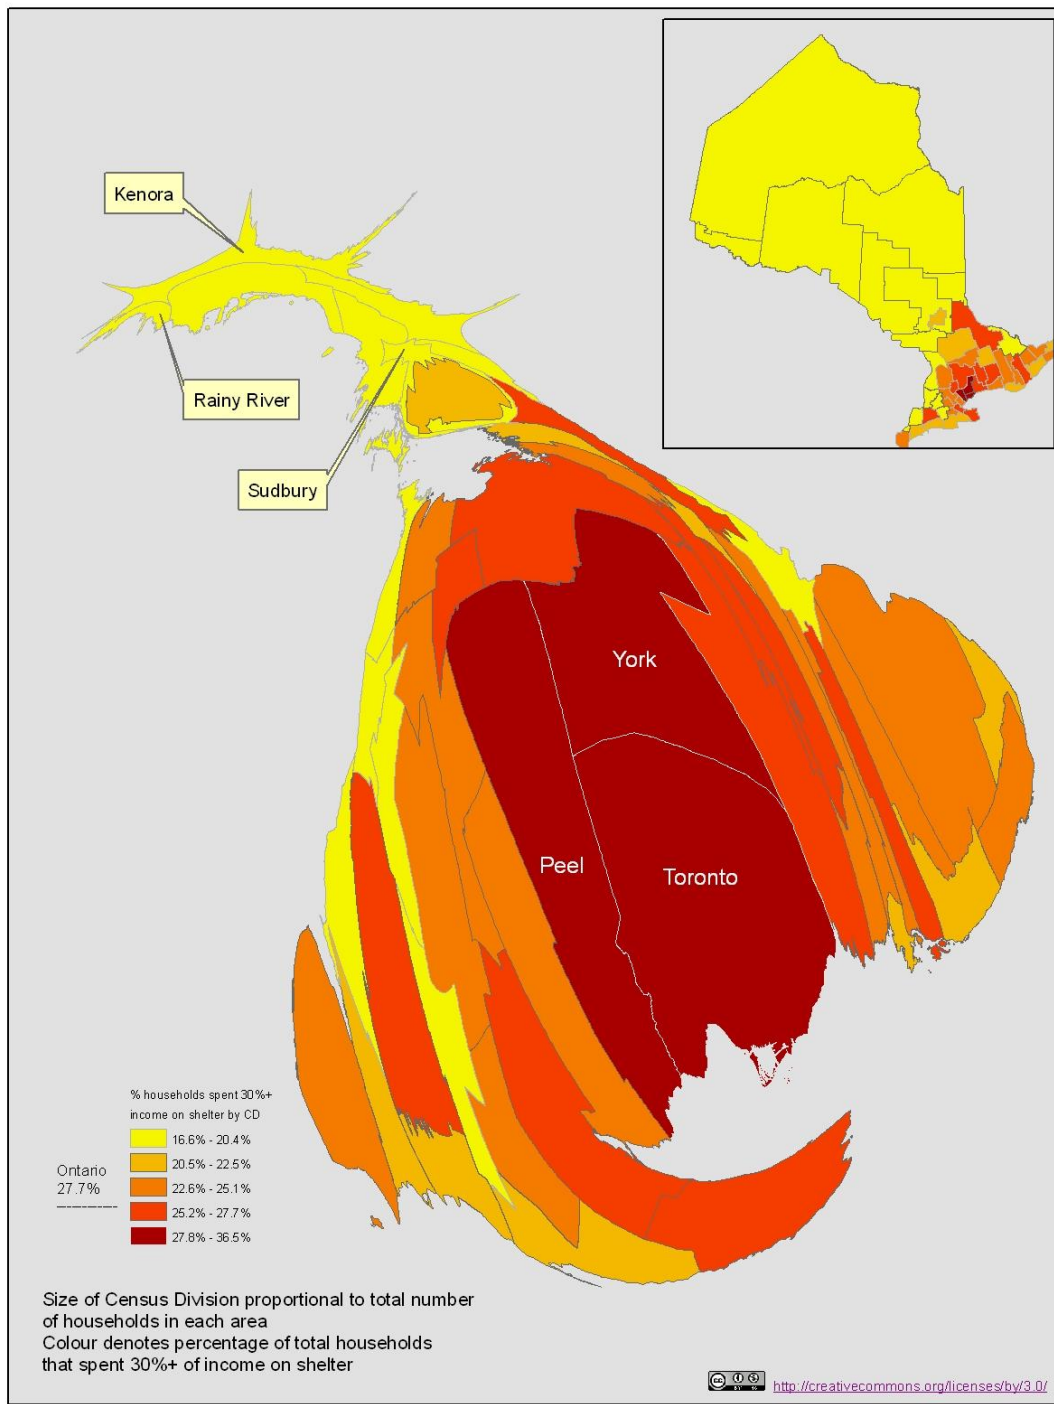 Kenora
Rainy River
Sudbury
York
Peel
Toronto
% households spent 30%+
income on shelter by CD
Ontario
27.7%
16.6% - 20.4%
20.5% - 22.5%
22.6% - 25.1%
25.2% - 27.7%
27.8% - 36.5%
Size of Census Division proportional to total number
of households in each area
Colour denotes percentage of total households
that spent 30%+ of income on shelter
http://creativecommons.org/licenses/by/3.0/